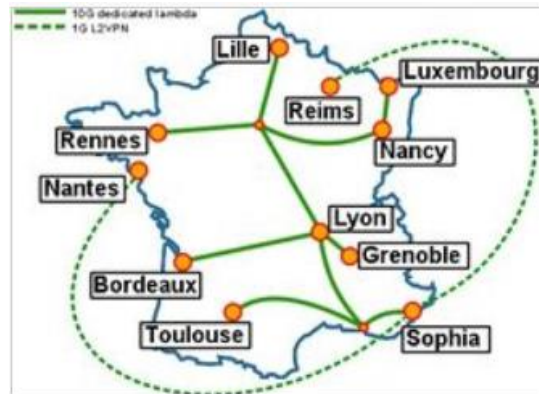 10G dedicated lambda
1G L2VPN
Lille
Luxembourg
Reims
Rennes
Nancy
Nantes
Lyon
Grenoble
Bordeaux
Toulouse
Sophia